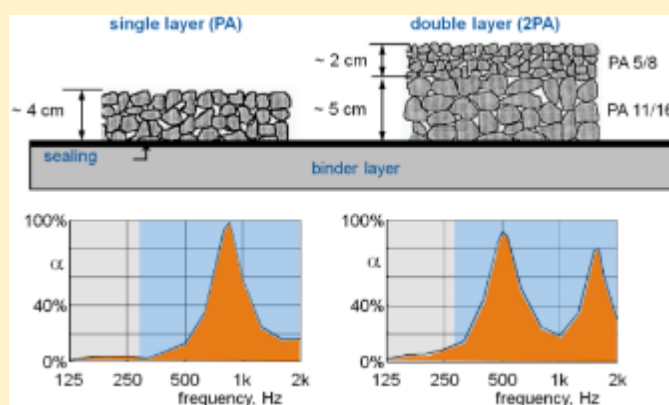 single layer (PA)
double layer (2PA)
~ 2 cm
PA 5/8
~ 4 cm
~ 5 cm
PA 11/16
sealing
binder layer
100%
α
40%
0%
125 250 500 1k 2k
frequency, Hz
100%
α
40%
0%
125 250 500 1k 2k
frequency, Hz